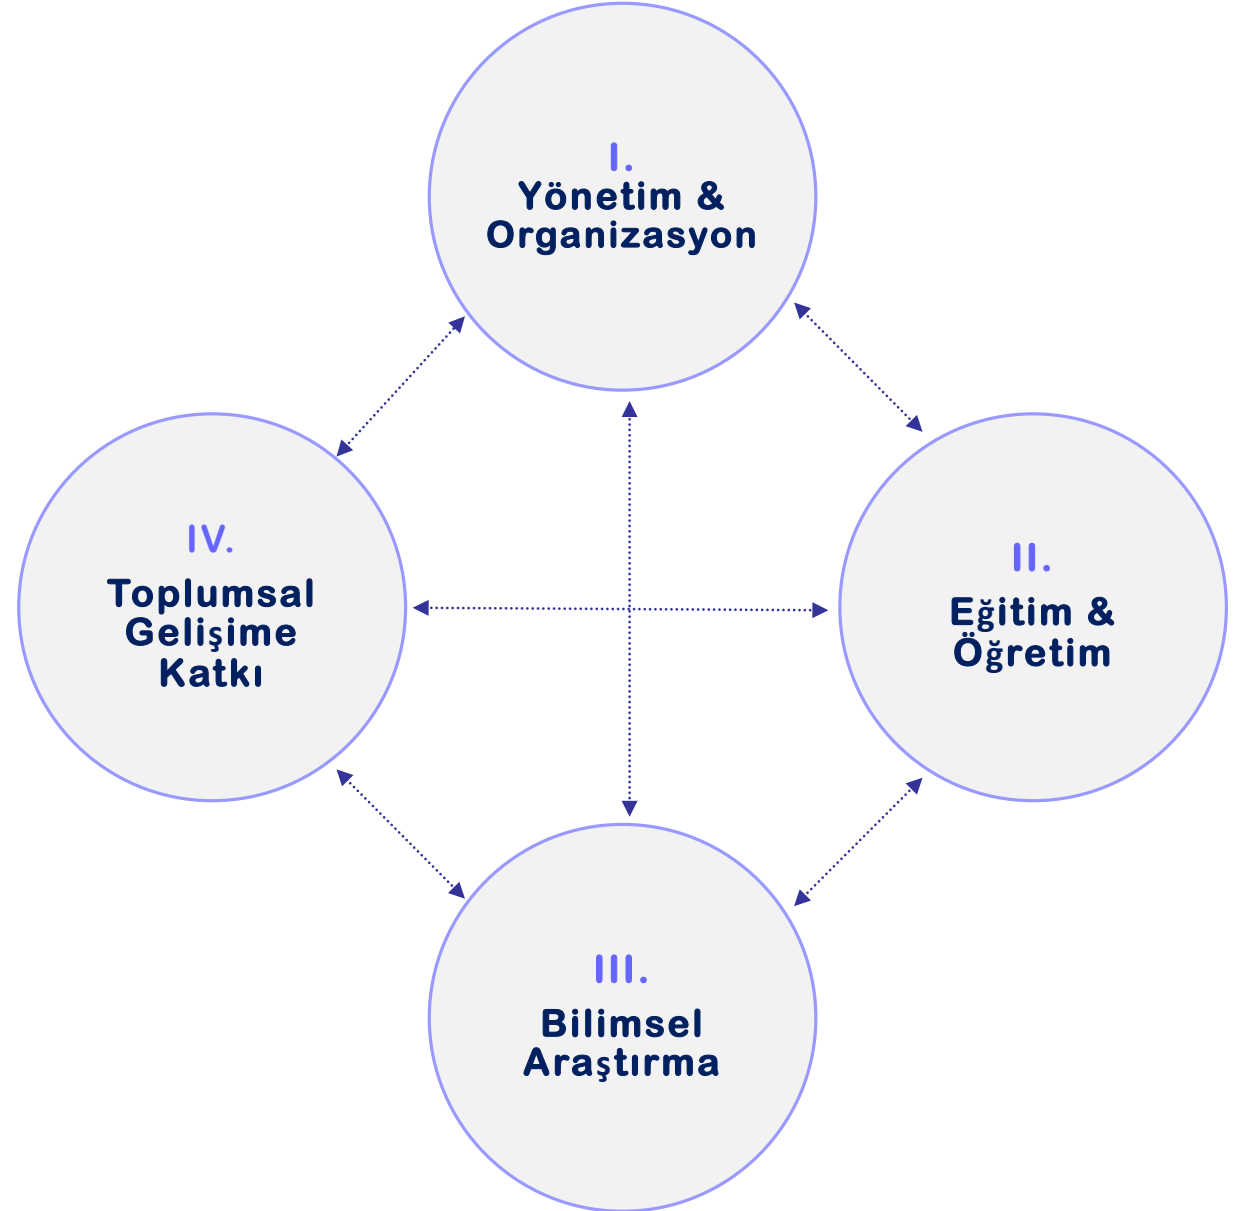 I.
Yönetim &
Organizasyon
II.
Eğitim &
Öğretim
III.
Bilimsel
Araştırma
IV.
Toplumsal
Gelişime
Katkı